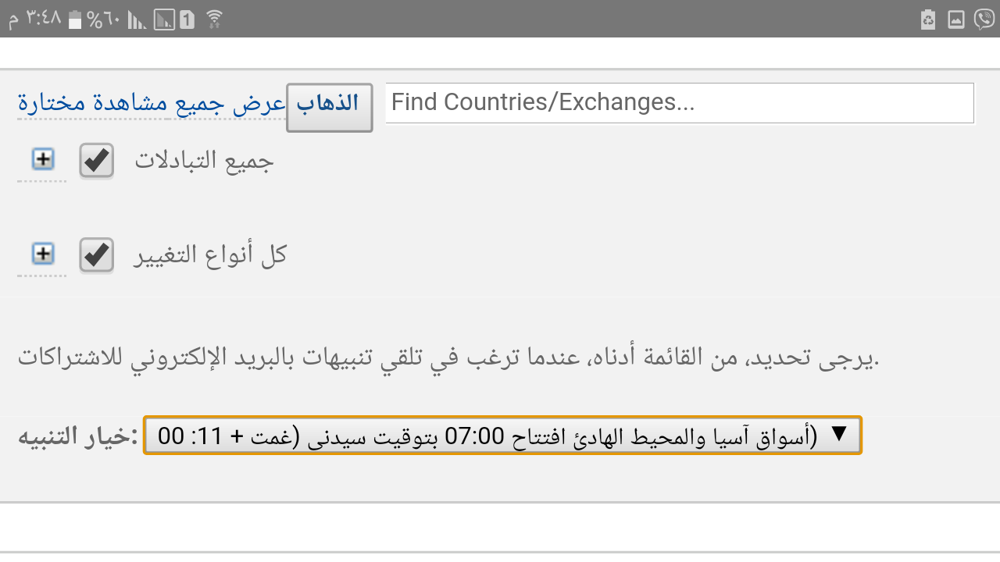 ٣:٤٨ م %٦٠ 1
عرض جميع مشاهدة مختارة الذهاب Find Countries/Exchanges...
جميع التبادلات
كل أنواع التغيير
يرجى تحديد، من القائمة أدناه، عندما ترغب في تلقي تنبيهات بالبريد الإلكتروني للاشتراكات.
خيار التنبيه: (أسواق آسيا والمحيط الهادئ افتتاح 07:00 بتوقيت سيدني (غمت + 11: 00